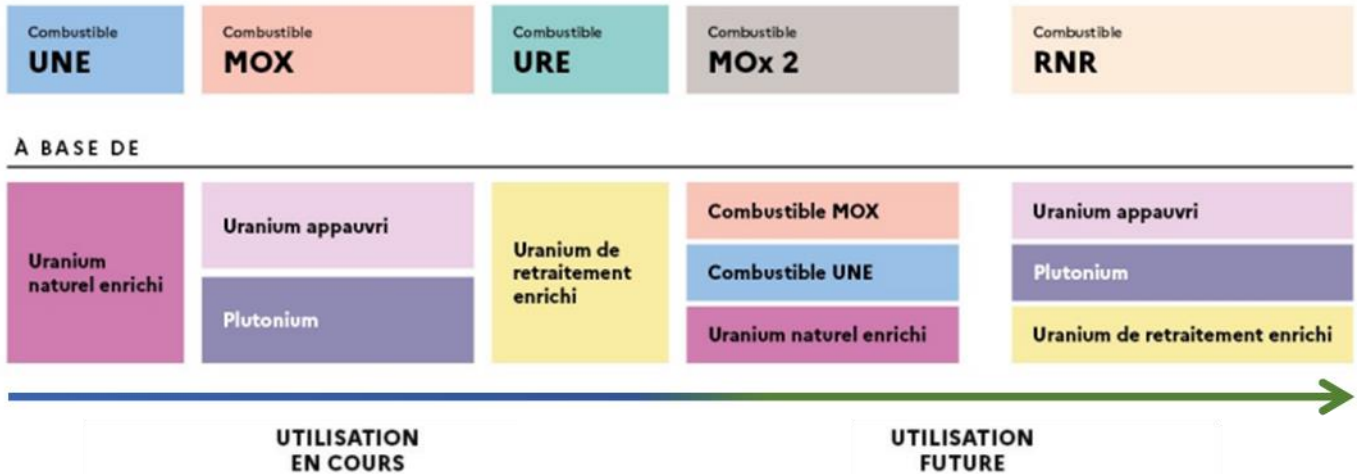 Combustible
UNE
Combustible
MOX
Combustible
URE
Combustible
MOx 2
Combustible
RNR
À BASE DE
Uranium
naturel enrichi
Uranium appauvri
Plutonium
Uranium de
retraitement
enrichi
Combustible MOX
Combustible UNE
Uranium naturel enrichi
Uranium appauvri
Plutonium
Uranium de retraitement enrichi
UTILISATION
EN COURS
UTILISATION
FUTURE